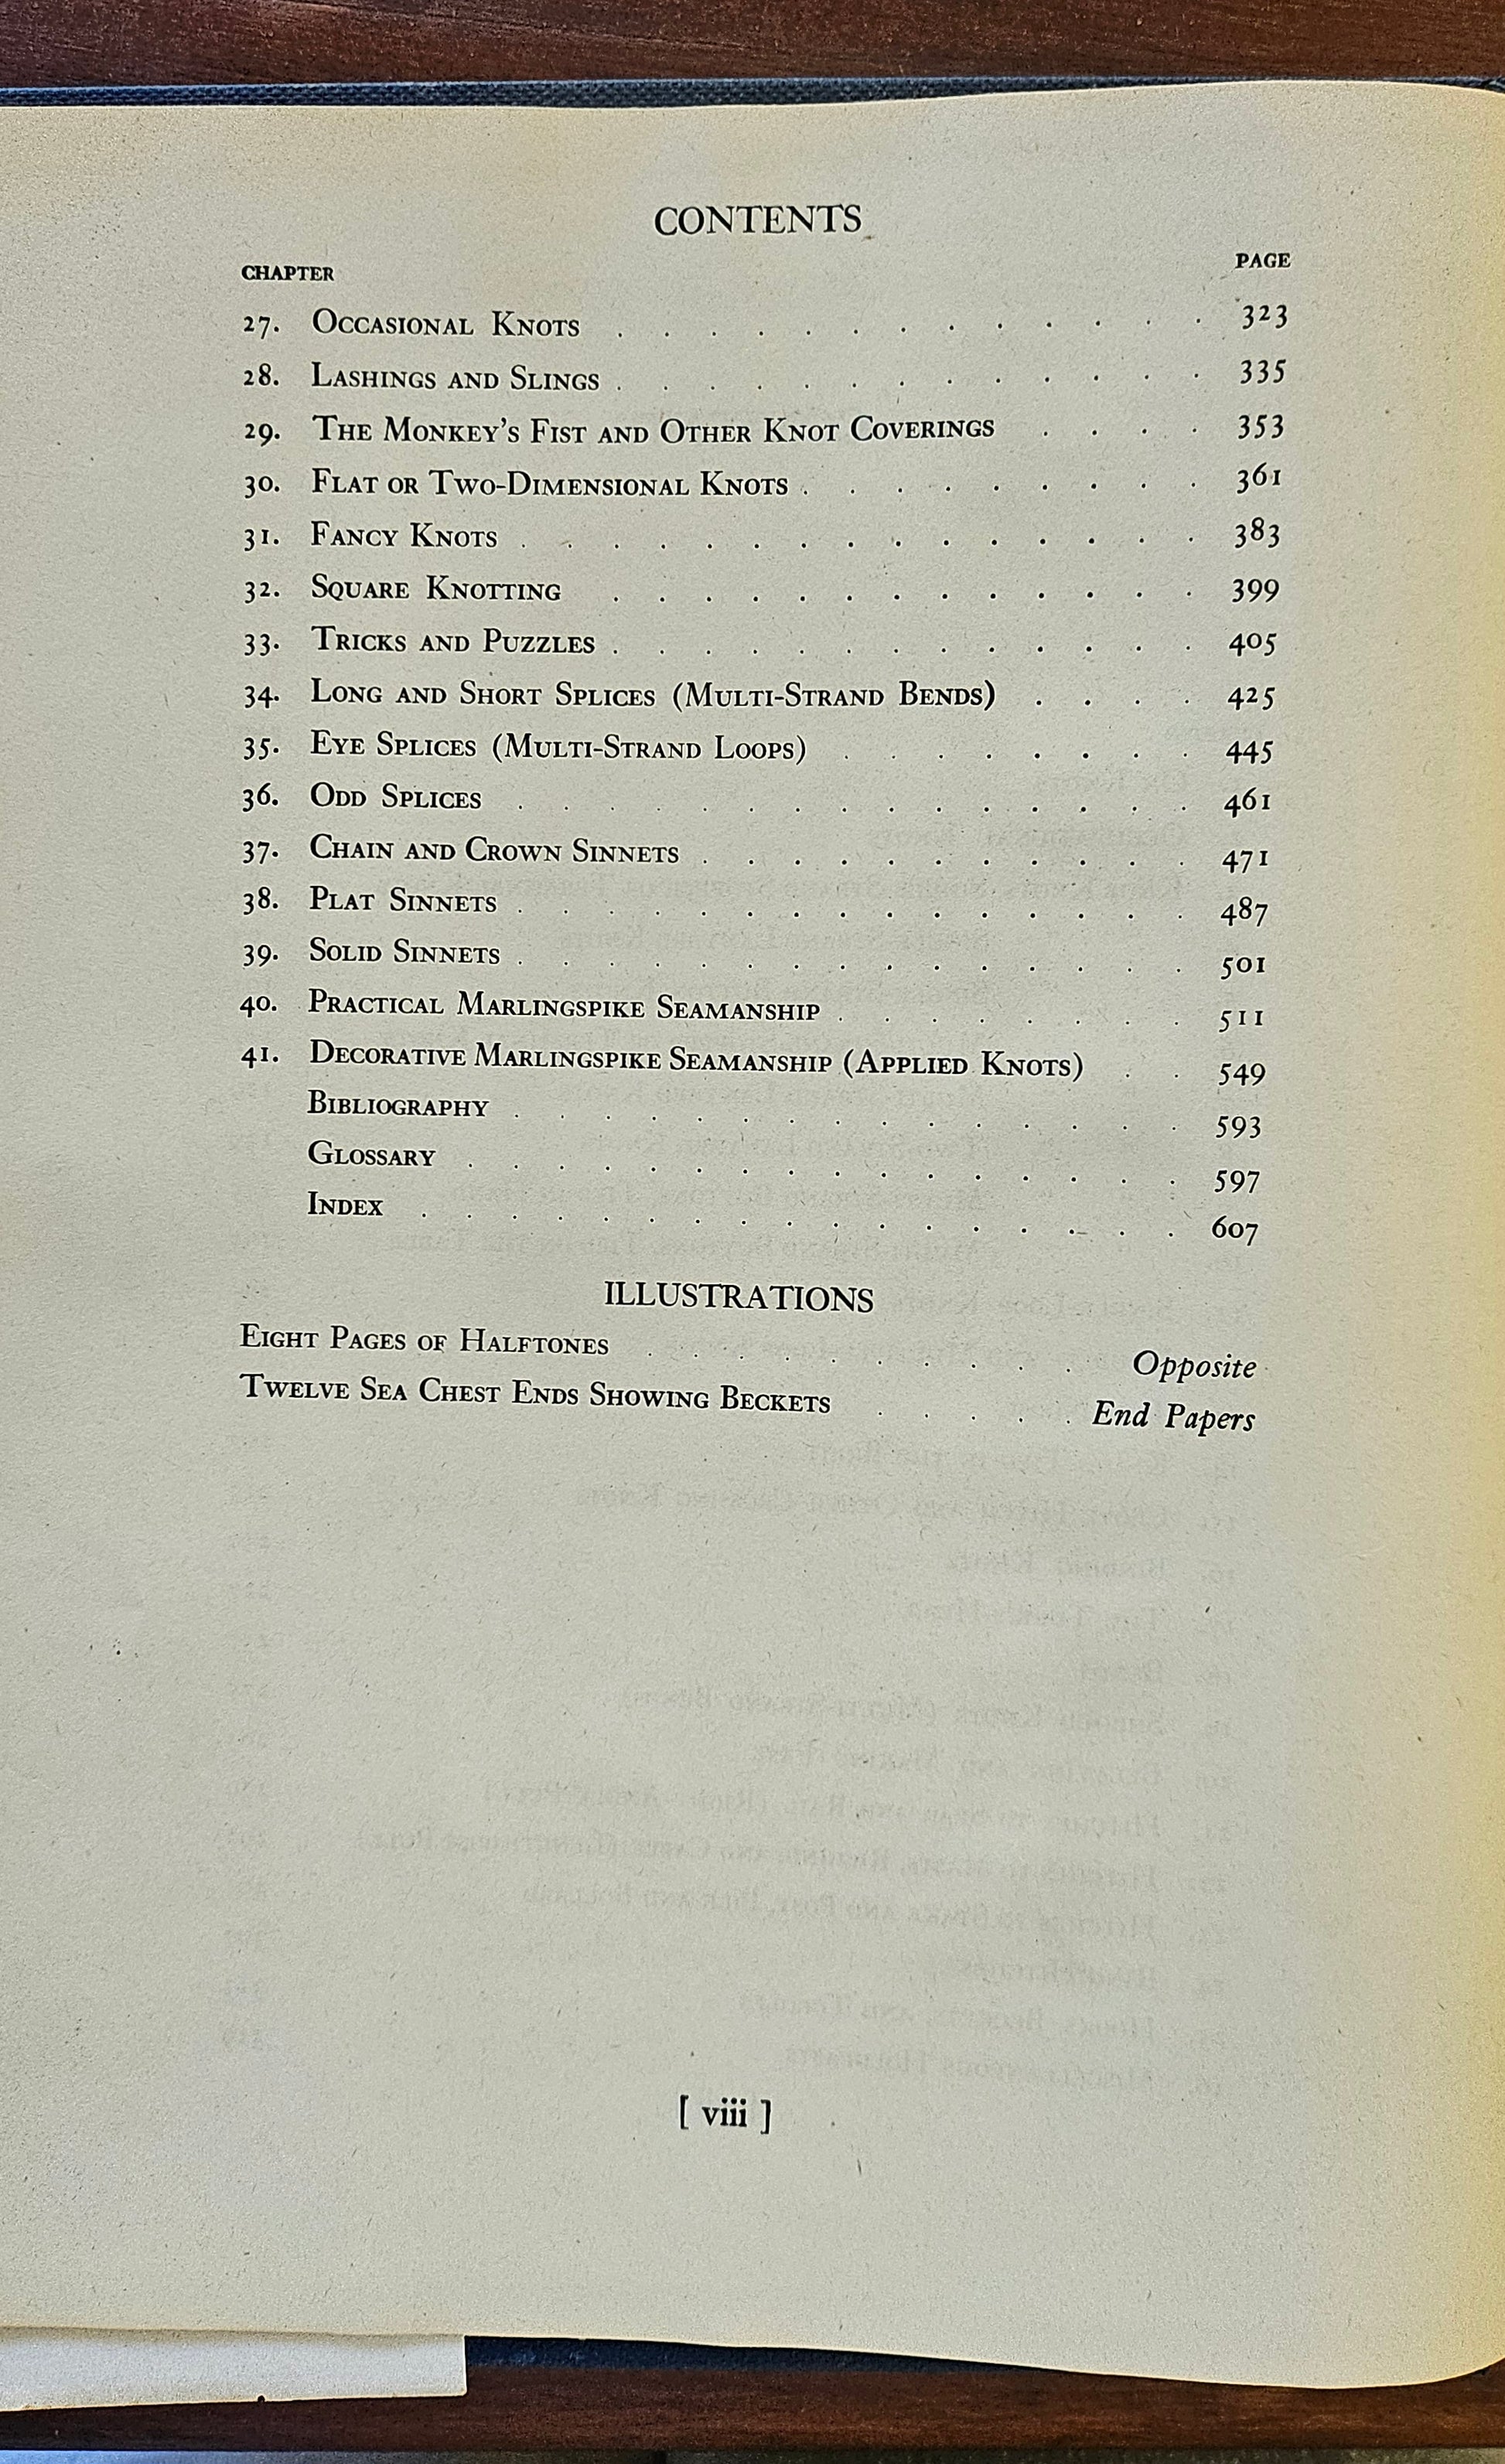 CONTENTS
CHAPTER PAGE
27. OCCASIONAL KNOTS . . . . . . . . . . . . . 323
28. LASHINGS AND SLINGS . . . . . . . . . . . . . 335
29. THE MONKEY'S FIST AND OTHER KNOT COVERINGS . . . . 353
30. FLAT OR TWO-DIMENSIONAL KNOTS . . . . . . . . . 361
31. FANCY KNOTS . . . . . . . . . . . . . . . 383
32. SQUARE KNOTTING . . . . . . . . . . . . . 399
33. TRICKS AND PUZZLES . . . . . . . . . . . . . 405
34. LONG AND SHORT SPLICES (MULTI-STRAND BENDS) . . . . 425
35. EYE SPLICES (MULTI-STRAND LOOPS) . . . . . . . . 445
36. ODD SPLICES . . . . . . . . . . . . . . . 461
37. CHAIN AND CROWN SINNETS . . . . . . . . . . . 471
38. PLAT SINNETS . . . . . . . . . . . . . . . 487
39. SOLID SINNETS . . . . . . . . . . . . . . . 501
40. PRACTICAL MARLINGSPIKE SEAMANSHIP . . . . . . . . 511
41. DECORATIVE MARLINGSPIKE SEAMANSHIP (APPLIED KNOTS) . . 549
BIBLIOGRAPHY . . . . . . . . . . . . . . . 593
GLOSSARY . . . . . . . . . . . . . . . . 597
INDEX . . . . . . . . . . . . . . . . . 607
ILLUSTRATIONS
EIGHT PAGES OF HALFTONES . . . . . . . . . . Opposite
TWELVE SEA CHEST ENDS SHOWING BECKETS . . . . . End Papers
[ viii ]